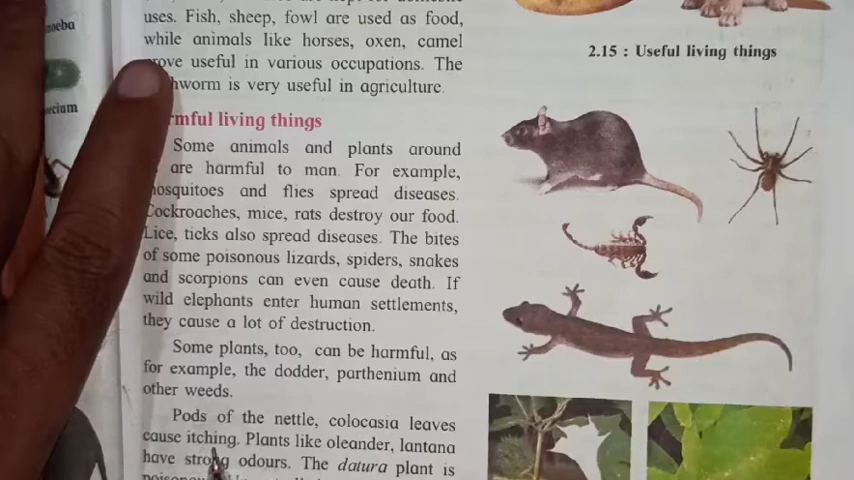 uses. Fish, sheep, fowl are used as food,
while animals like horses, oxen, camel
prove useful in various occupations. The
worm is very useful in agriculture.
2.15 : Useful living things
living things
Some animals and plants around
are harmful to man. For example,
mosquitoes and flies spread diseases.
Cockroaches, mice, rats destroy our food.
Lice, ticks also spread diseases. The bites
of some poisonous lizards, spiders, snakes
and scorpions can even cause death. If
wild elephants enter human settlements,
they cause a lot of destruction.
Some plants, too, can be harmful, as
for example, the dodder, parthenium and
other weeds.
Pods of the nettle, colocasia leaves
cause itching. Plants like oleander, lantana
have strong odours. The datura plant is